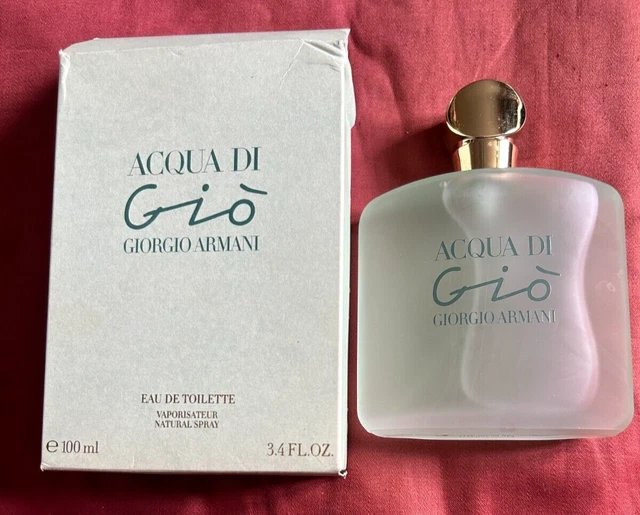 ACQUA DI
Giò
GIORGIO ARMANI
EAU DE TOILETTE
VAPORISATEUR
NATURAL SPRAY
℮ 100 ml
3.4 FL.OZ.
ACQUA DI
Giò
GIORGIO ARMANI